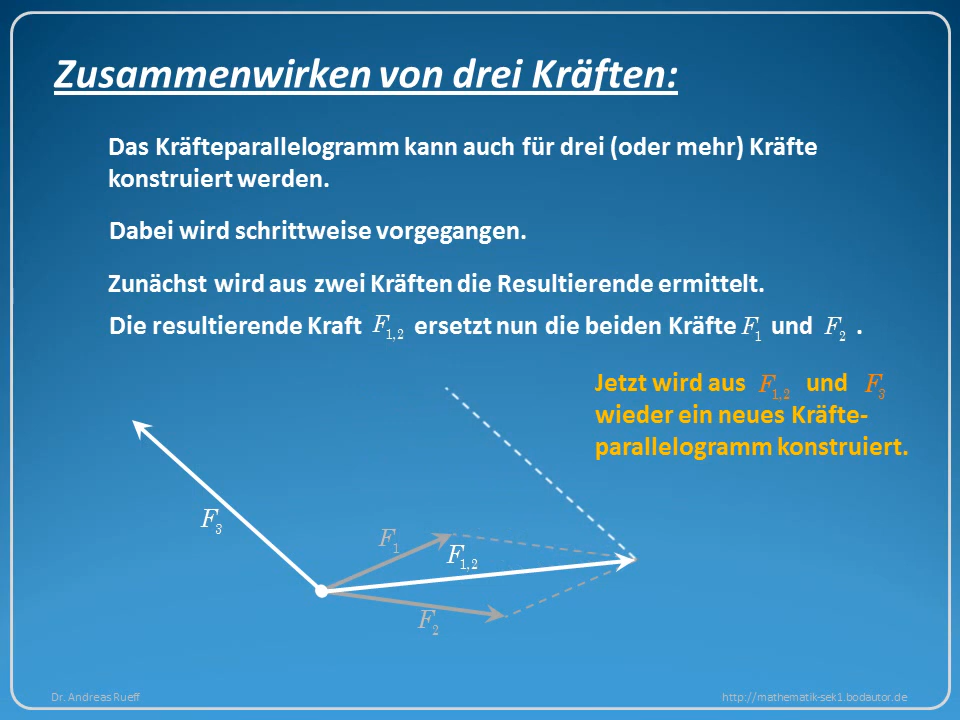 Zusammenwirken von drei Kräften:
Das Kräfteparallelogramm kann auch für drei (oder mehr) Kräfte
konstruiert werden.
Dabei wird schrittweise vorgegangen.
Zunächst wird aus zwei Kräften die Resultierende ermittelt.
Die resultierende Kraft F1,2 ersetzt nun die beiden Kräfte F1 und F2 .
Jetzt wird aus F1,2 und F3
wieder ein neues Kräfte-
parallelogramm konstruiert.
F3
F1
F1,2
F2
Dr. Andreas Rueff
http://mathematik-sek1.bodautor.de